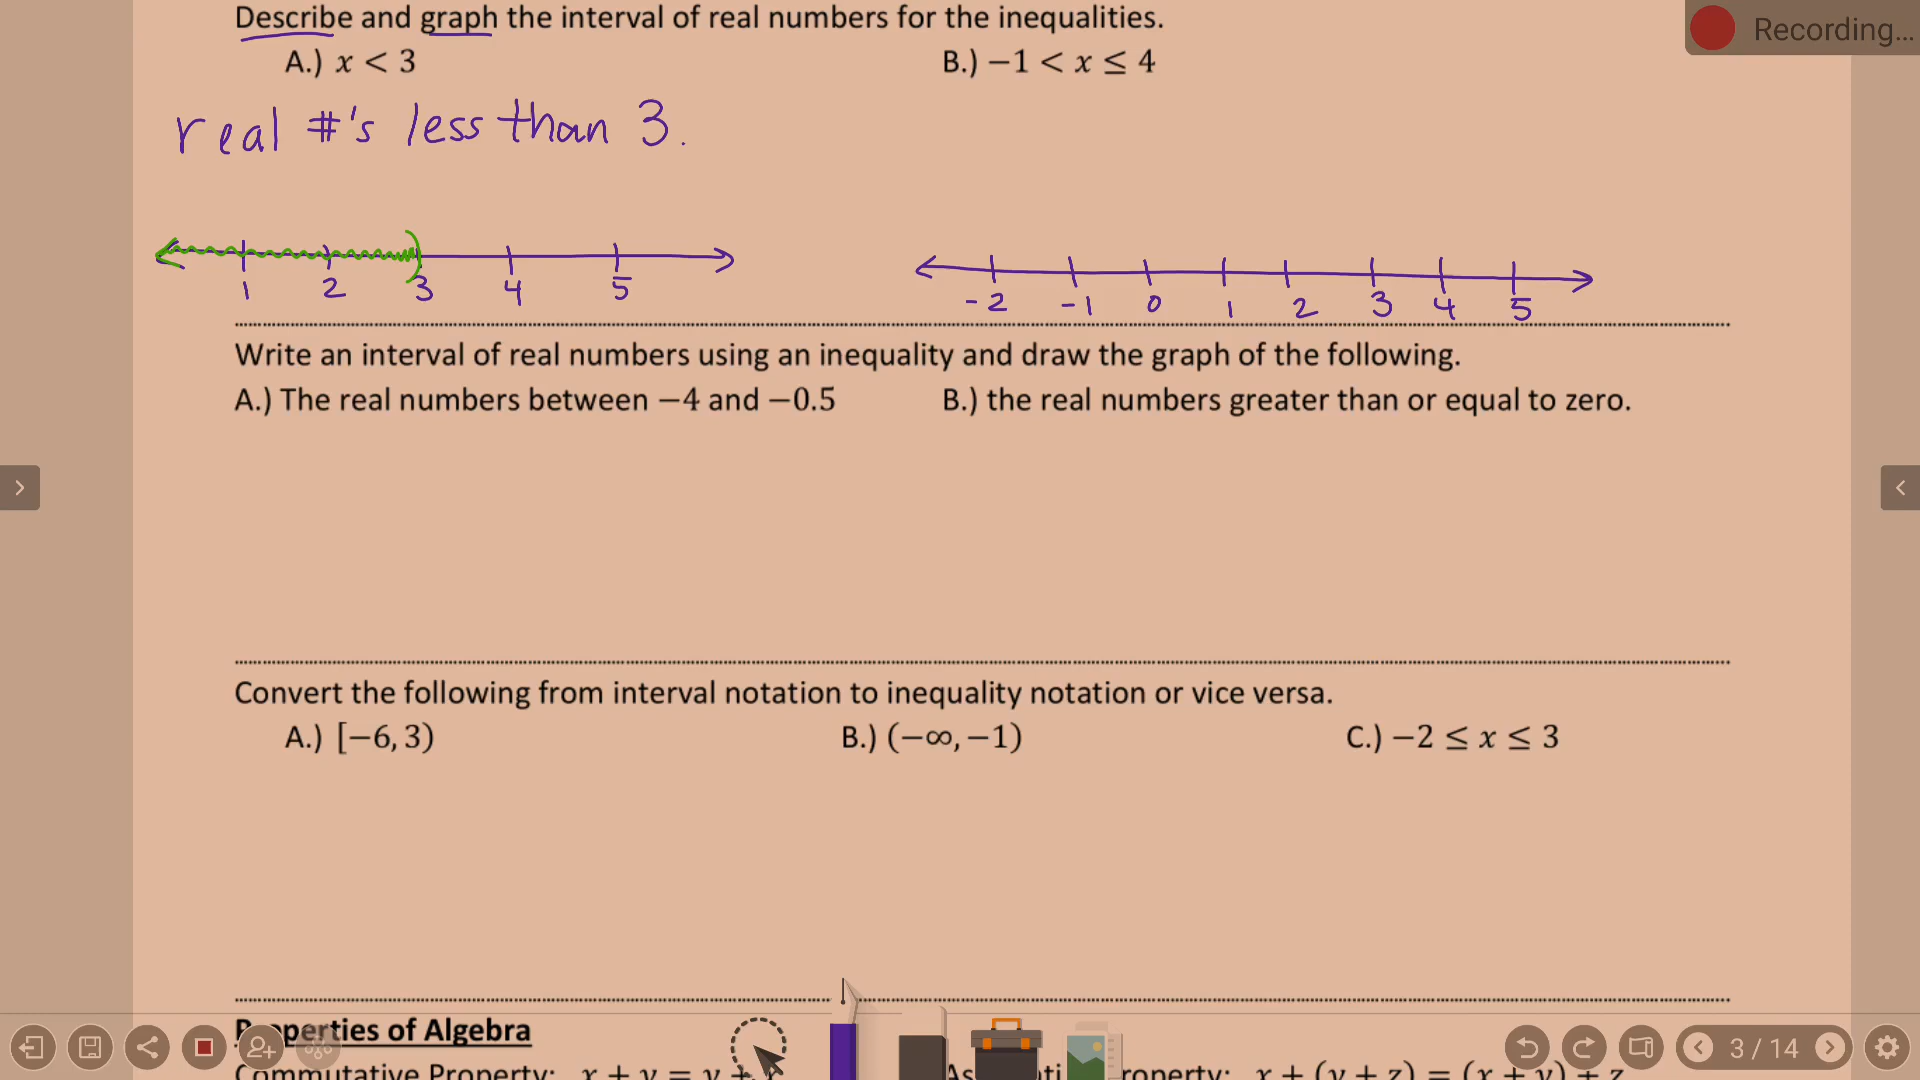 Describe and graph the interval of real numbers for the inequalities.
Recording...
A.) x < 3
B.) −1 < x ≤ 4
real #'s less than 3.
1 2 3 4 5
-2 -1 0 1 2 3 4 5
Write an interval of real numbers using an inequality and draw the graph of the following.
A.) The real numbers between −4 and −0.5
B.) the real numbers greater than or equal to zero.
Convert the following from interval notation to inequality notation or vice versa.
A.) [−6, 3)
B.) (−∞, −1)
C.) −2 ≤ x ≤ 3
Properties of Algebra
3 / 14
Commutative Property: x + y = y + x
x + (y + z) = (x + y) + z